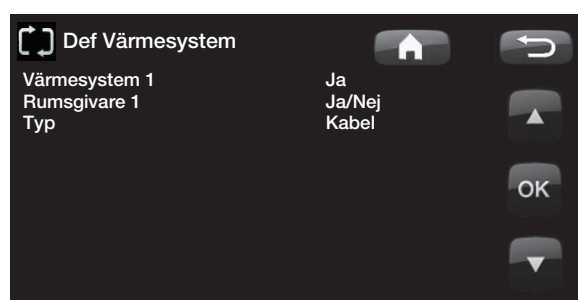 Def Värmesystem
Värmesystem 1 Ja
Rumsgivare 1 Ja/Nej
Typ Kabel
OK